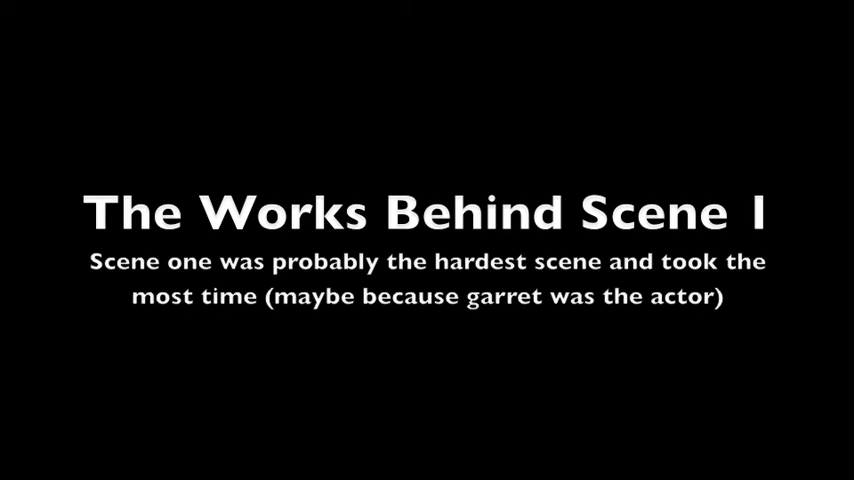 The Works Behind Scene 1
Scene one was probably the hardest scene and took the
most time (maybe because garret was the actor)